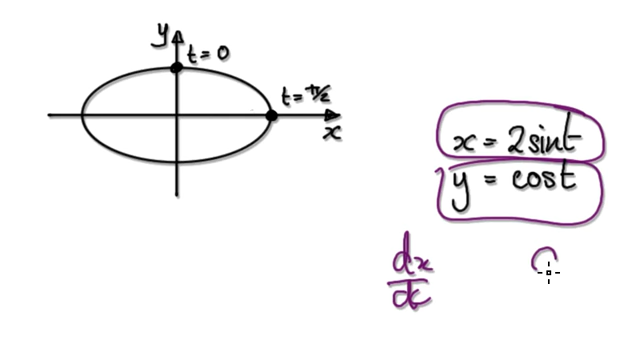 y
t = 0
t = π/2
x
x = 2sint
y = cost
dx
dt